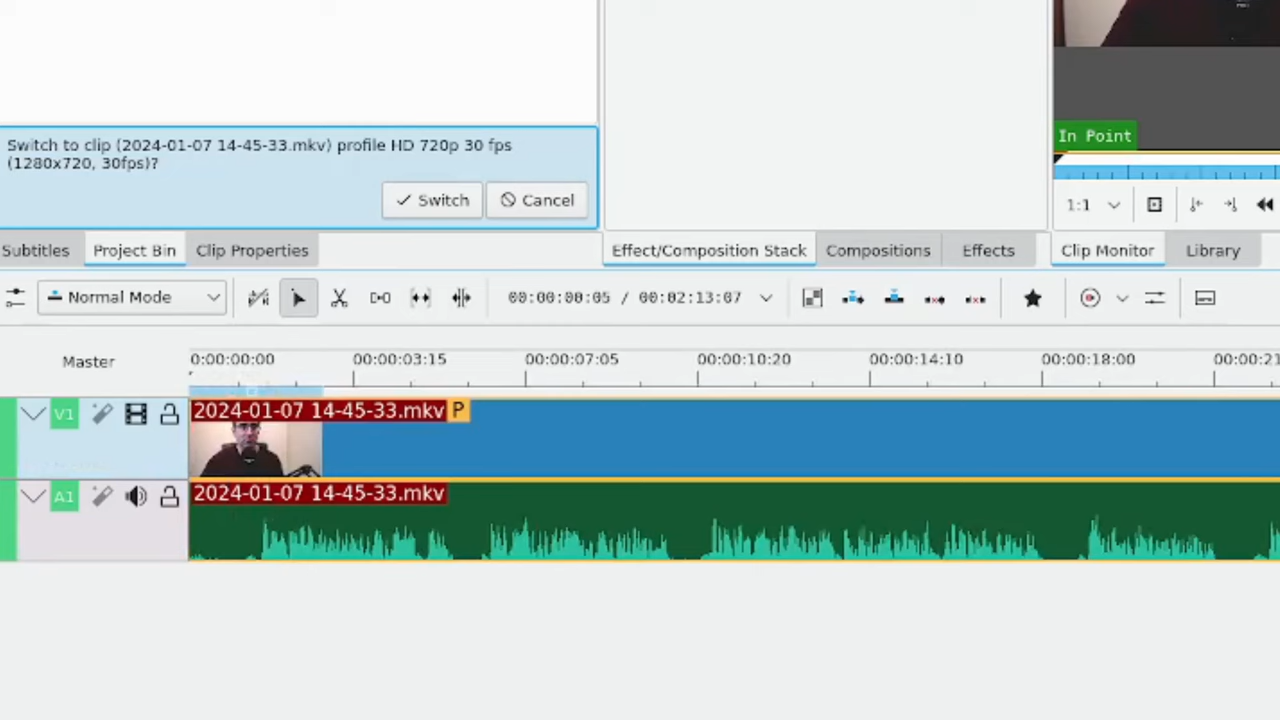 Switch to clip (2024-01-07 14-45-33.mkv) profile HD 720p 30 fps
(1280x720, 30fps)?
Switch
Cancel
In Point
1:1
Subtitles
Project Bin
Clip Properties
Effect/Composition Stack
Compositions
Effects
Clip Monitor
Library
Normal Mode
00:00:00:05 / 00:02:13:07
Master
0:00:00:00
00:00:03:15
00:00:07:05
00:00:10:20
00:00:14:10
00:00:18:00
00:00:21
V1
2024-01-07 14-45-33.mkv
P
A1
2024-01-07 14-45-33.mkv